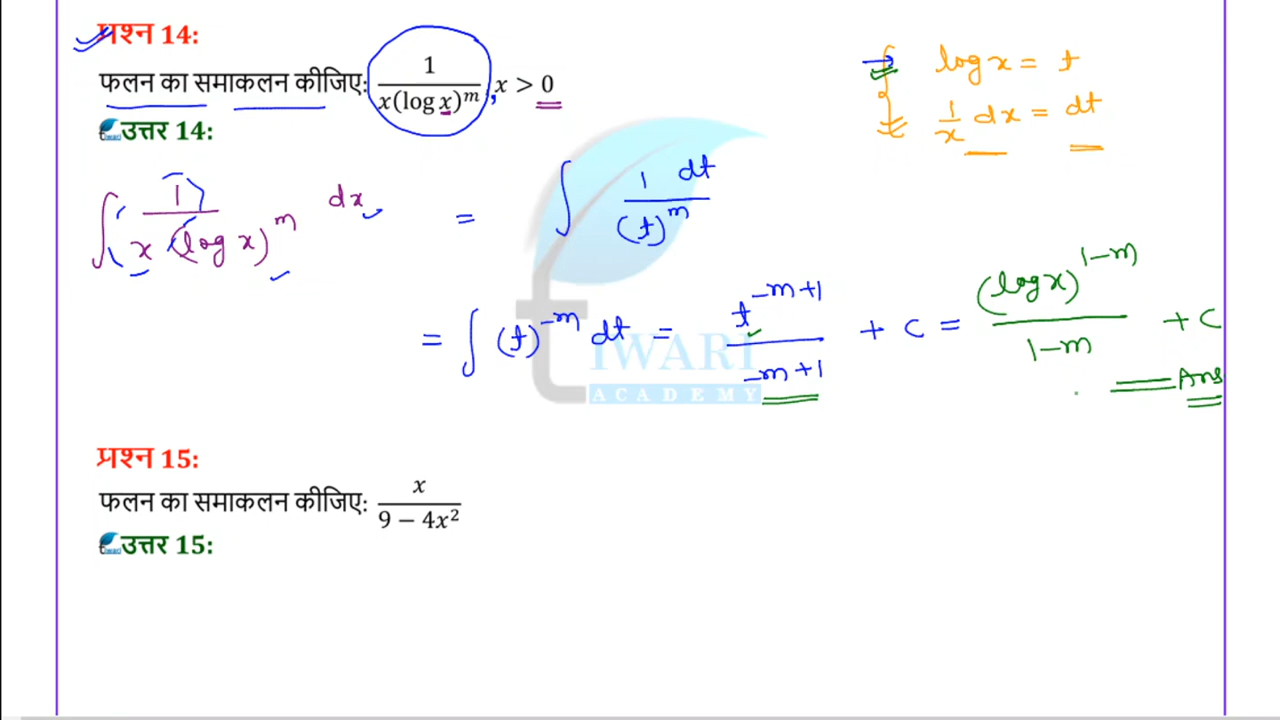 प्रश्न 14:
फलन का समाकलन कीजिए: 1/(x(log x)^m), x > 0
log x = t
1/x dx = dt
उत्तर 14:
∫ 1/(x (log x)^m) dx = ∫ 1 dt/(t)^m
= ∫ (t)^(-m) dt = t^(-m+1)/(-m+1) + C = (log x)^(1-m)/(1-m) + C
Ans
tIWARI
ACADEMY
प्रश्न 15:
फलन का समाकलन कीजिए: x/(9 − 4x²)
उत्तर 15: